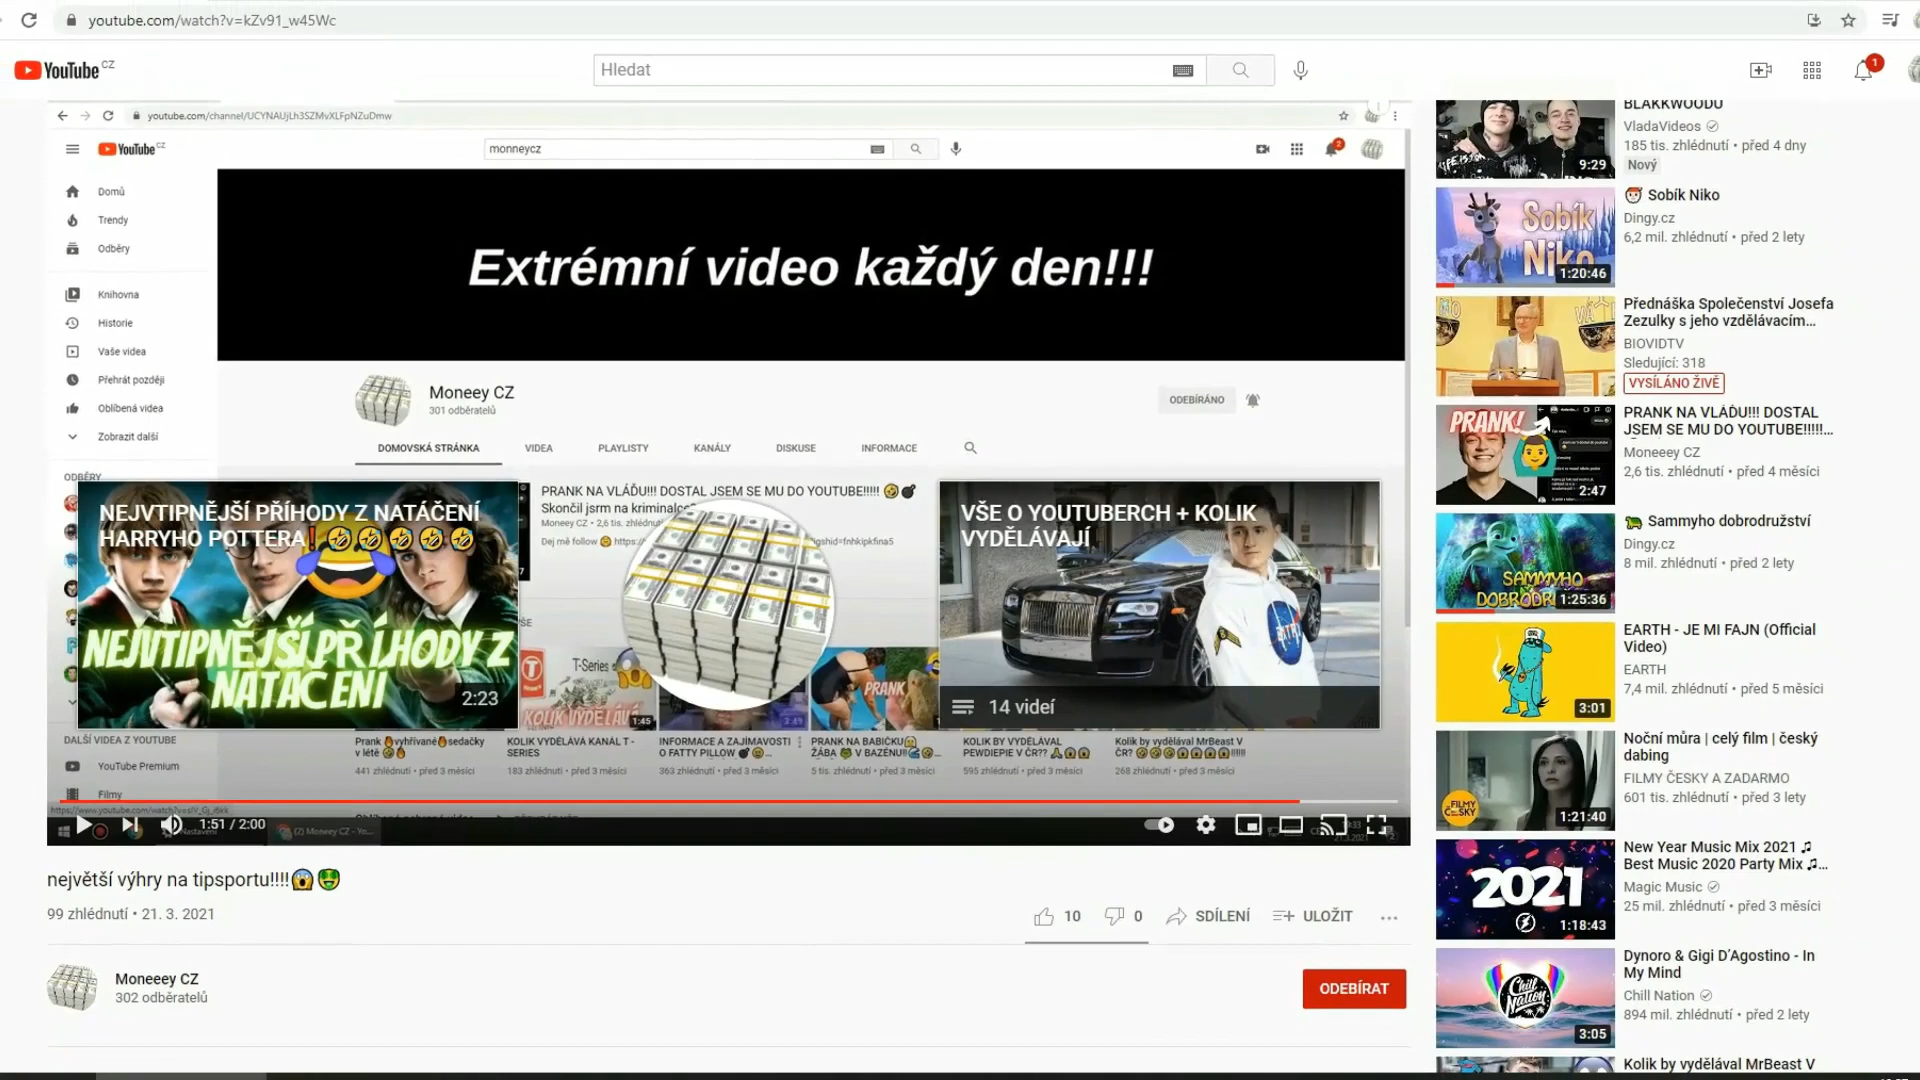 youtube.com/watch?v=kZv91_w45Wc
YouTube CZ
Hledat
1
youtube.com/channel/UCYNAUjLh3SZMvXLFpNZuDmw
YouTube CZ
monneycz
2
Domů
Trendy
Odběry
Knihovna
Historie
Vaše videa
Přehrát později
Oblíbená videa
Zobrazit další
ODBĚRY
DALŠÍ VIDEA Z YOUTUBE
YouTube Premium
Filmy
Extrémní video každý den!!!
Moneey CZ
301 odběratelů
ODEBÍRÁNO
DOMOVSKÁ STRÁNKA
VIDEA
PLAYLISTY
KANÁLY
DISKUSE
INFORMACE
NEJVTIPNĚJŠÍ PŘÍHODY Z NATÁČENÍ
HARRYHO POTTERA❗🤣🤣🤣🤣🤣
NEJVTIPNĚJŠÍ PŘÍHODY Z
NATÁČENÍ
2:23
PRANK NA VLÁĎU!!! DOSTAL JSEM SE MU DO YOUTUBE!!!!! 🤣💣
Skončil jsrm na
Moneey CZ • 2,6 tis.
Dej mě follow
VŠE O YOUTUBERCH + KOLIK
VYDĚLÁVAJÍ
14 videí
T-Series
KOLIK VYDĚLÁVÁ
1:45
2:49
PRANK
Prank 🔥vyhřívané🔥sedačky
v létě 🤣🔥
441 zhlédnutí • před 3 měsíci
KOLIK VYDĚLÁVÁ KANÁL T-
SERIES
183 zhlédnutí • před 3 měsíci
INFORMACE A ZAJÍMAVOSTI
O FATTY PILLOW
363 zhlédnutí • před 3 měsíci
PRANK NA BABIČKU
ŽÁBA 🐸 V BAZÉNU!!
5 tis. zhlédnutí • před 3 měsíci
KOLIK BY VYDĚLÁVAL
PEWDIEPIE V ČR??
595 zhlédnutí • před 3 měsíci
Kolik by vydělával MrBeast V
ČR?
268 zhlédnutí • před 3 měsíci
1:51 / 2:00
největší výhry na tipsportu!!!!😱🤑
99 zhlédnutí • 21. 3. 2021
10
0
SDÍLENÍ
ULOŽIT
Moneeey CZ
302 odběratelů
ODEBÍRAT
BLAKKWOODU
VladaVideos
185 tis. zhlédnutí • před 4 dny
Nový
9:29
🎅 Sobík Niko
Dingy.cz
6,2 mil. zhlédnutí • před 2 lety
Sobík
Niko
1:20:46
Přednáška Společenství Josefa
Zezulky s jeho vzdělávacím...
BIOVIDTV
Sledující: 318
VYSÍLÁNO ŽIVĚ
PRANK!
2:47
PRANK NA VLÁĎU!!! DOSTAL
JSEM SE MU DO YOUTUBE!!!!!...
Moneeey CZ
2,6 tis. zhlédnutí • před 4 měsíci
🐢 Sammyho dobrodružství
Dingy.cz
8 mil. zhlédnutí • před 2 lety
SAMMYHO
1:25:36
EARTH - JE MI FAJN (Official
Video)
EARTH
7,4 mil. zhlédnutí • před 5 měsíci
3:01
Noční můra | celý film | český
dabing
FILMY ČESKY A ZADARMO
601 tis. zhlédnutí • před 3 lety
FILMY
ČESKY
1:21:40
New Year Music Mix 2021 ♫
Best Music 2020 Party Mix ♫...
Magic Music
25 mil. zhlédnutí • před 3 měsíci
2021
1:18:43
Dynoro & Gigi D'Agostino - In
My Mind
Chill Nation
894 mil. zhlédnutí • před 2 lety
Chill
Nation
3:05
Kolik by vydělával MrBeast V